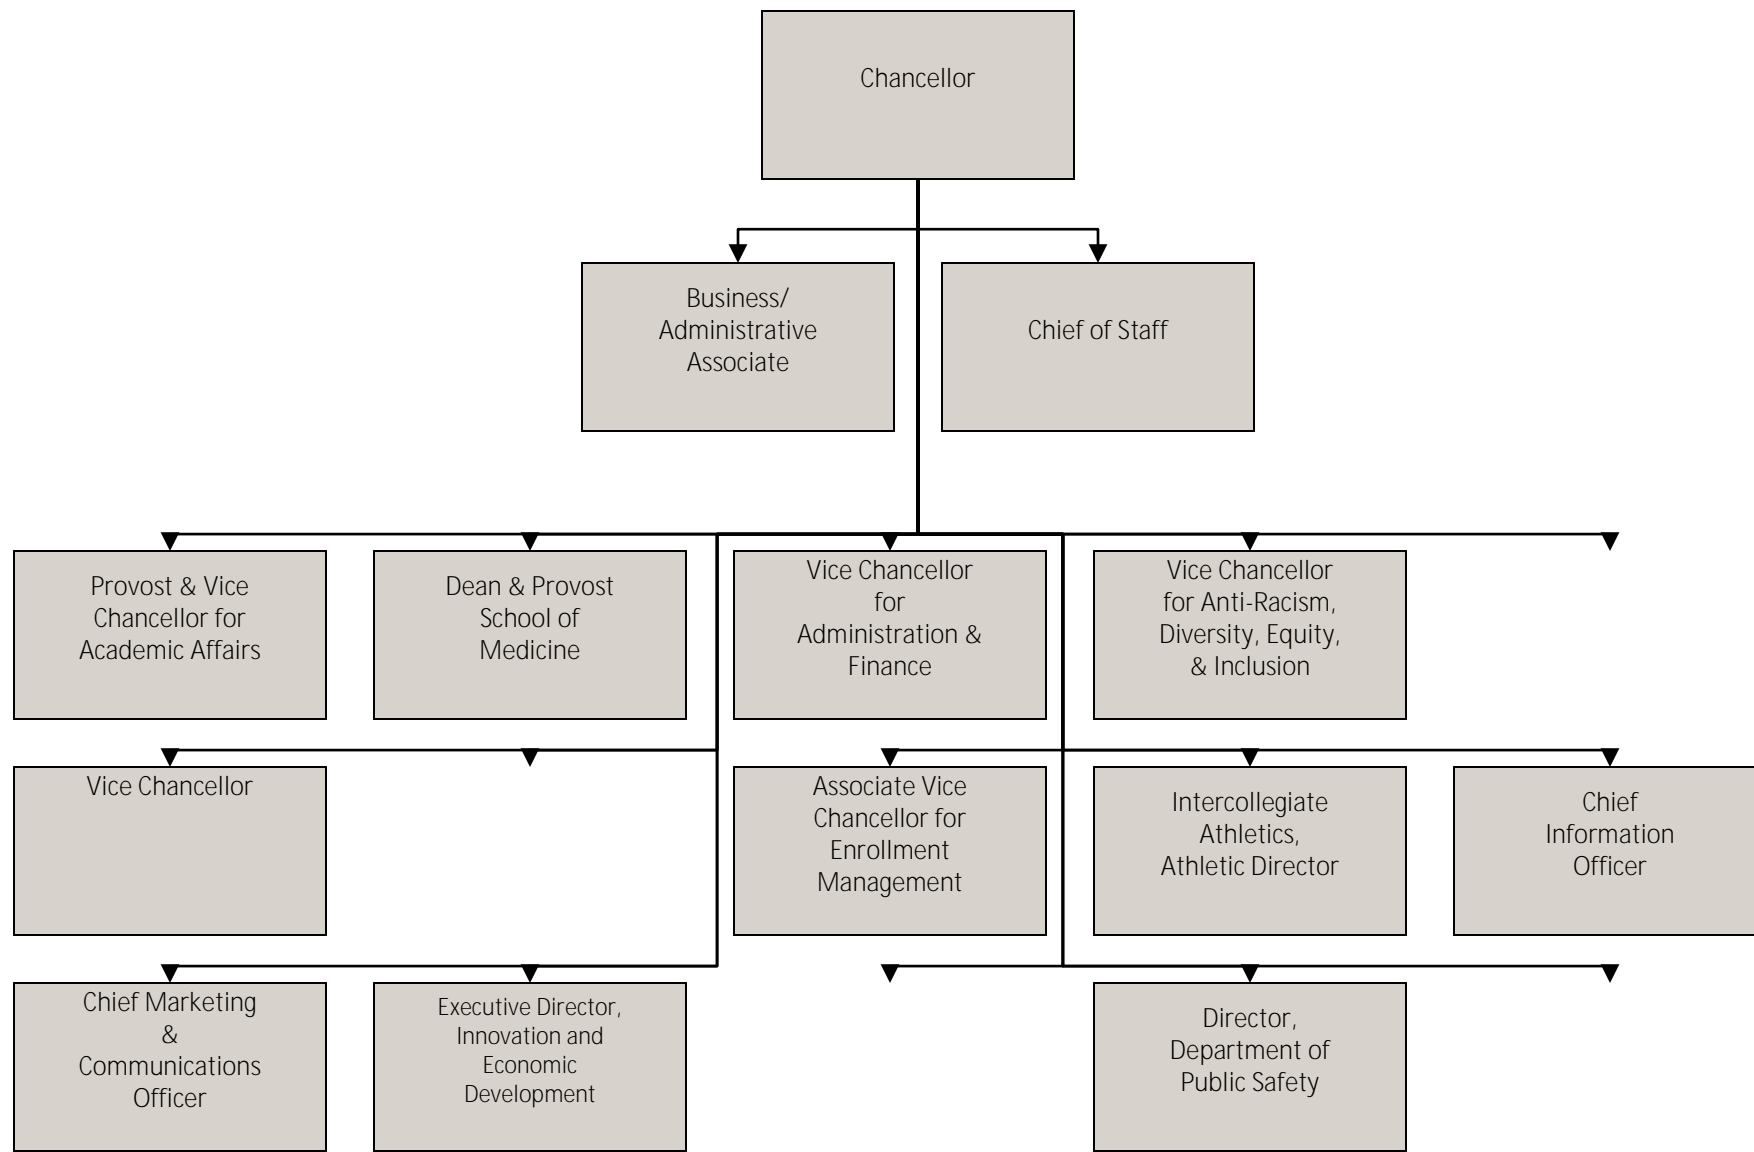 Chancellor
Business/
Administrative
Associate
Chief of Staff
Provost & Vice
Chancellor for
Academic Affairs
Dean & Provost
School of
Medicine
Vice Chancellor
for
Administration &
Finance
Vice Chancellor
for Anti-Racism,
Diversity, Equity,
& Inclusion
Vice Chancellor
Associate Vice
Chancellor for
Enrollment
Management
Intercollegiate
Athletics,
Athletic Director
Chief
Information
Officer
Chief Marketing
&
Communications
Officer
Executive Director,
Innovation and
Economic
Development
Director,
Department of
Public Safety